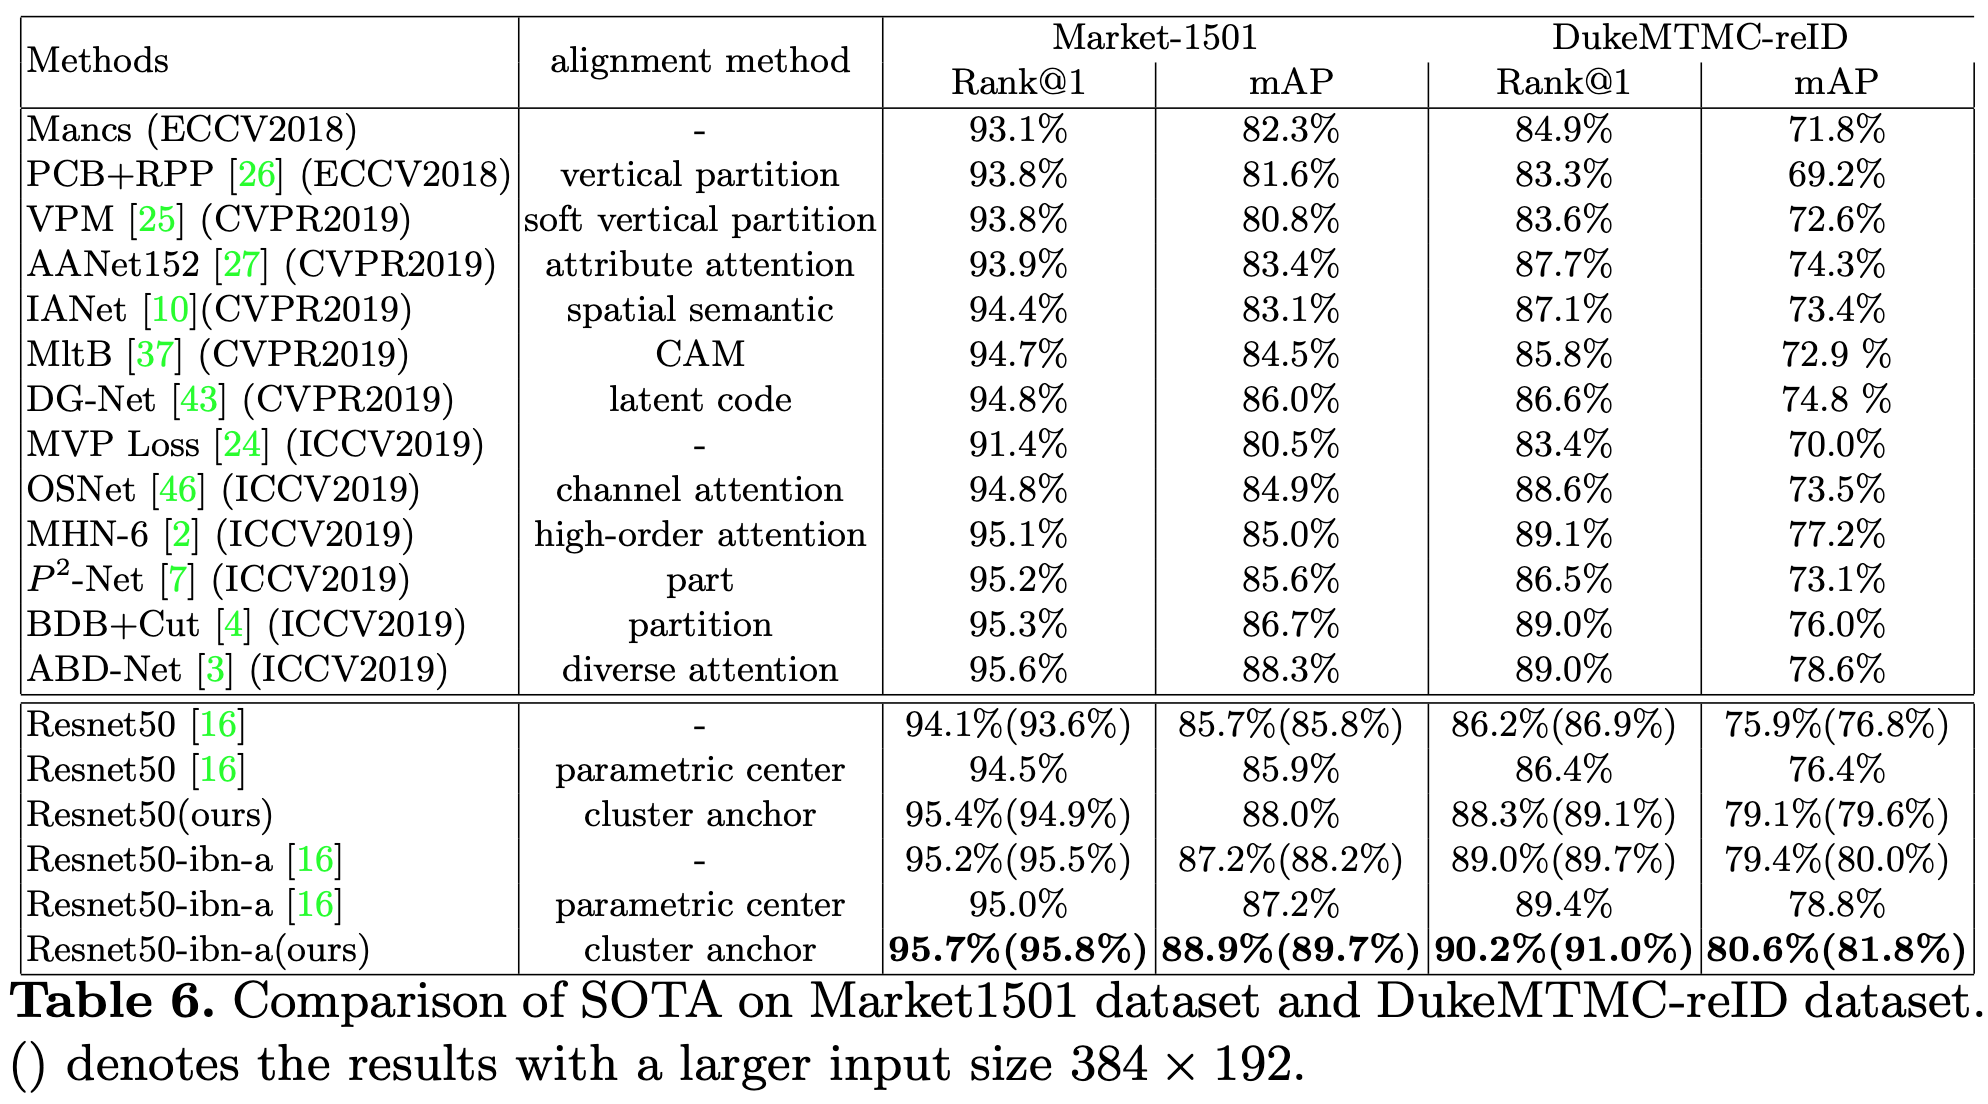 Methods alignment method Market-1501 DukeMTMC-reID
Rank@1 mAP Rank@1 mAP
Mancs (ECCV2018) - 93.1% 82.3% 84.9% 71.8%
PCB+RPP [26] (ECCV2018) vertical partition 93.8% 81.6% 83.3% 69.2%
VPM [25] (CVPR2019) soft vertical partition 93.8% 80.8% 83.6% 72.6%
AANet152 [27] (CVPR2019) attribute attention 93.9% 83.4% 87.7% 74.3%
IANet [10](CVPR2019) spatial semantic 94.4% 83.1% 87.1% 73.4%
MltB [37] (CVPR2019) CAM 94.7% 84.5% 85.8% 72.9 %
DG-Net [43] (CVPR2019) latent code 94.8% 86.0% 86.6% 74.8 %
MVP Loss [24] (ICCV2019) - 91.4% 80.5% 83.4% 70.0%
OSNet [46] (ICCV2019) channel attention 94.8% 84.9% 88.6% 73.5%
MHN-6 [2] (ICCV2019) high-order attention 95.1% 85.0% 89.1% 77.2%
P²-Net [7] (ICCV2019) part 95.2% 85.6% 86.5% 73.1%
BDB+Cut [4] (ICCV2019) partition 95.3% 86.7% 89.0% 76.0%
ABD-Net [3] (ICCV2019) diverse attention 95.6% 88.3% 89.0% 78.6%
Resnet50 [16] - 94.1%(93.6%) 85.7%(85.8%) 86.2%(86.9%) 75.9%(76.8%)
Resnet50 [16] parametric center 94.5% 85.9% 86.4% 76.4%
Resnet50(ours) cluster anchor 95.4%(94.9%) 88.0% 88.3%(89.1%) 79.1%(79.6%)
Resnet50-ibn-a [16] - 95.2%(95.5%) 87.2%(88.2%) 89.0%(89.7%) 79.4%(80.0%)
Resnet50-ibn-a [16] parametric center 95.0% 87.2% 89.4% 78.8%
Resnet50-ibn-a(ours) cluster anchor 95.7%(95.8%) 88.9%(89.7%) 90.2%(91.0%) 80.6%(81.8%)
Table 6. Comparison of SOTA on Market1501 dataset and DukeMTMC-reID dataset.
() denotes the results with a larger input size 384 × 192.